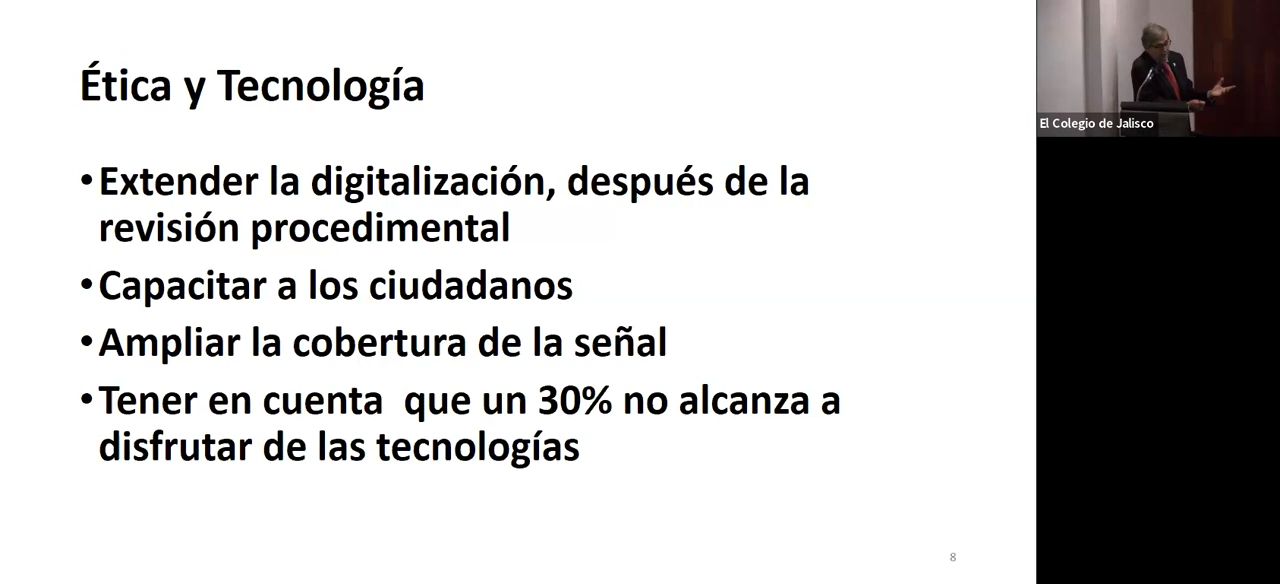 Ética y Tecnología
•Extender la digitalización, después de la
revisión procedimental
•Capacitar a los ciudadanos
•Ampliar la cobertura de la señal
•Tener en cuenta  que un 30% no alcanza a
disfrutar de las tecnologías
8
El Colegio de Jalisco